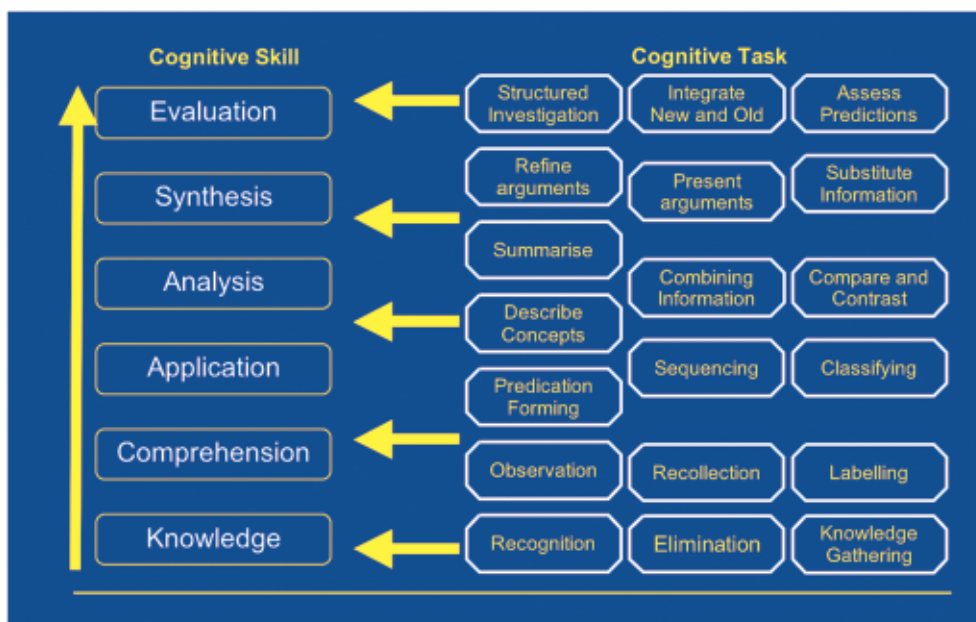 Cognitive Skill
Evaluation
Synthesis
Analysis
Application
Comprehension
Knowledge
Cognitive Task
Structured
Investigation
Integrate
New and Old
Assess
Predictions
Refine
arguments
Present
arguments
Substitute
Information
Summarise
Combining
Information
Compare and
Contrast
Describe
Concepts
Sequencing
Classifying
Predication
Forming
Observation
Recollection
Labelling
Recognition
Elimination
Knowledge
Gathering